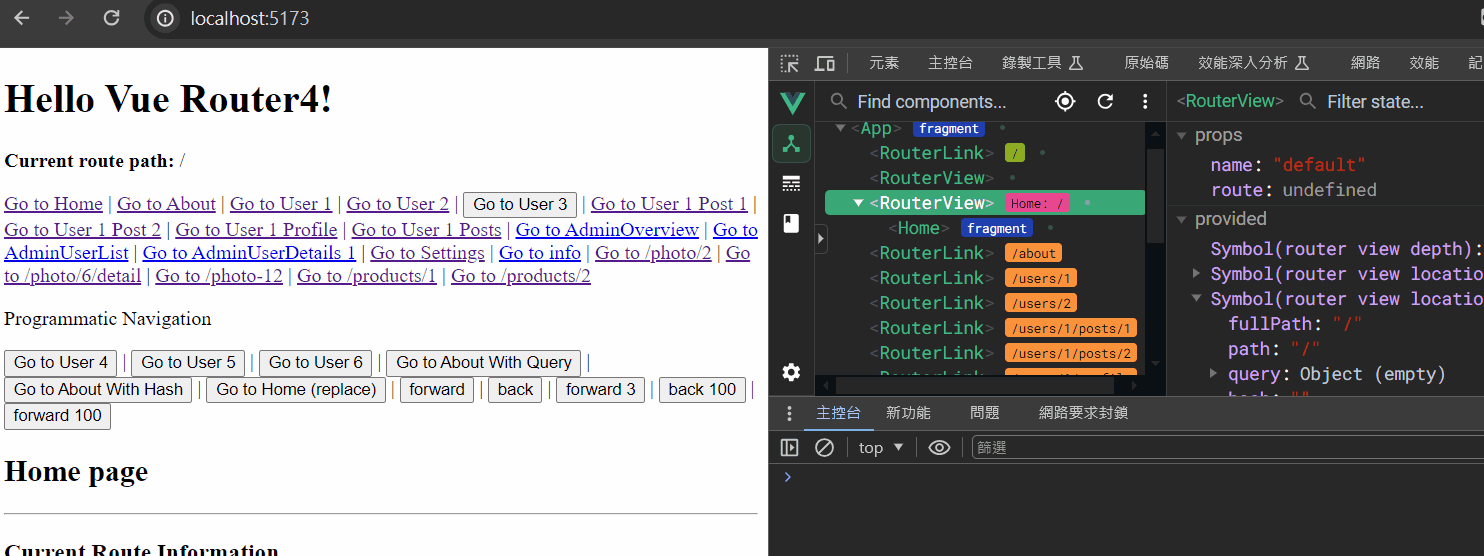 localhost:5173
Hello Vue Router4!
Current route path: /
Go to Home | Go to About | Go to User 1 | Go to User 2 | Go to User 3 | Go to User 1 Post 1 |
Go to User 1 Post 2 | Go to User 1 Profile | Go to User 1 Posts | Go to AdminOverview | Go to
AdminUserList | Go to AdminUserDetails 1 | Go to Settings | Go to info | Go to /photo/2 | Go
to /photo/6/detail | Go to /photo-12 | Go to /products/1 | Go to /products/2
Programmatic Navigation
Go to User 4 | Go to User 5 | Go to User 6 | Go to About With Query |
Go to About With Hash | Go to Home (replace) | forward | back | forward 3 | back 100 |
forward 100
Home page
Current Route Information
元素 主控台 錄製工具 原始碼 效能深入分析 網路 效能 記
Find components...
<App> fragment
<RouterLink> /
<RouterView>
<RouterView> Home: /
<Home> fragment
<RouterLink> /about
<RouterLink> /users/1
<RouterLink> /users/2
<RouterLink> /users/1/posts/1
<RouterLink> /users/1/posts/2
<RouterView> Filter state...
props
name: "default"
route: undefined
provided
Symbol(router view depth):
Symbol(router view locatio
Symbol(router view locatio
fullPath: "/"
path: "/"
query: Object (empty)
hash: ""
主控台 新功能 問題 網路要求封鎖
top 篩選